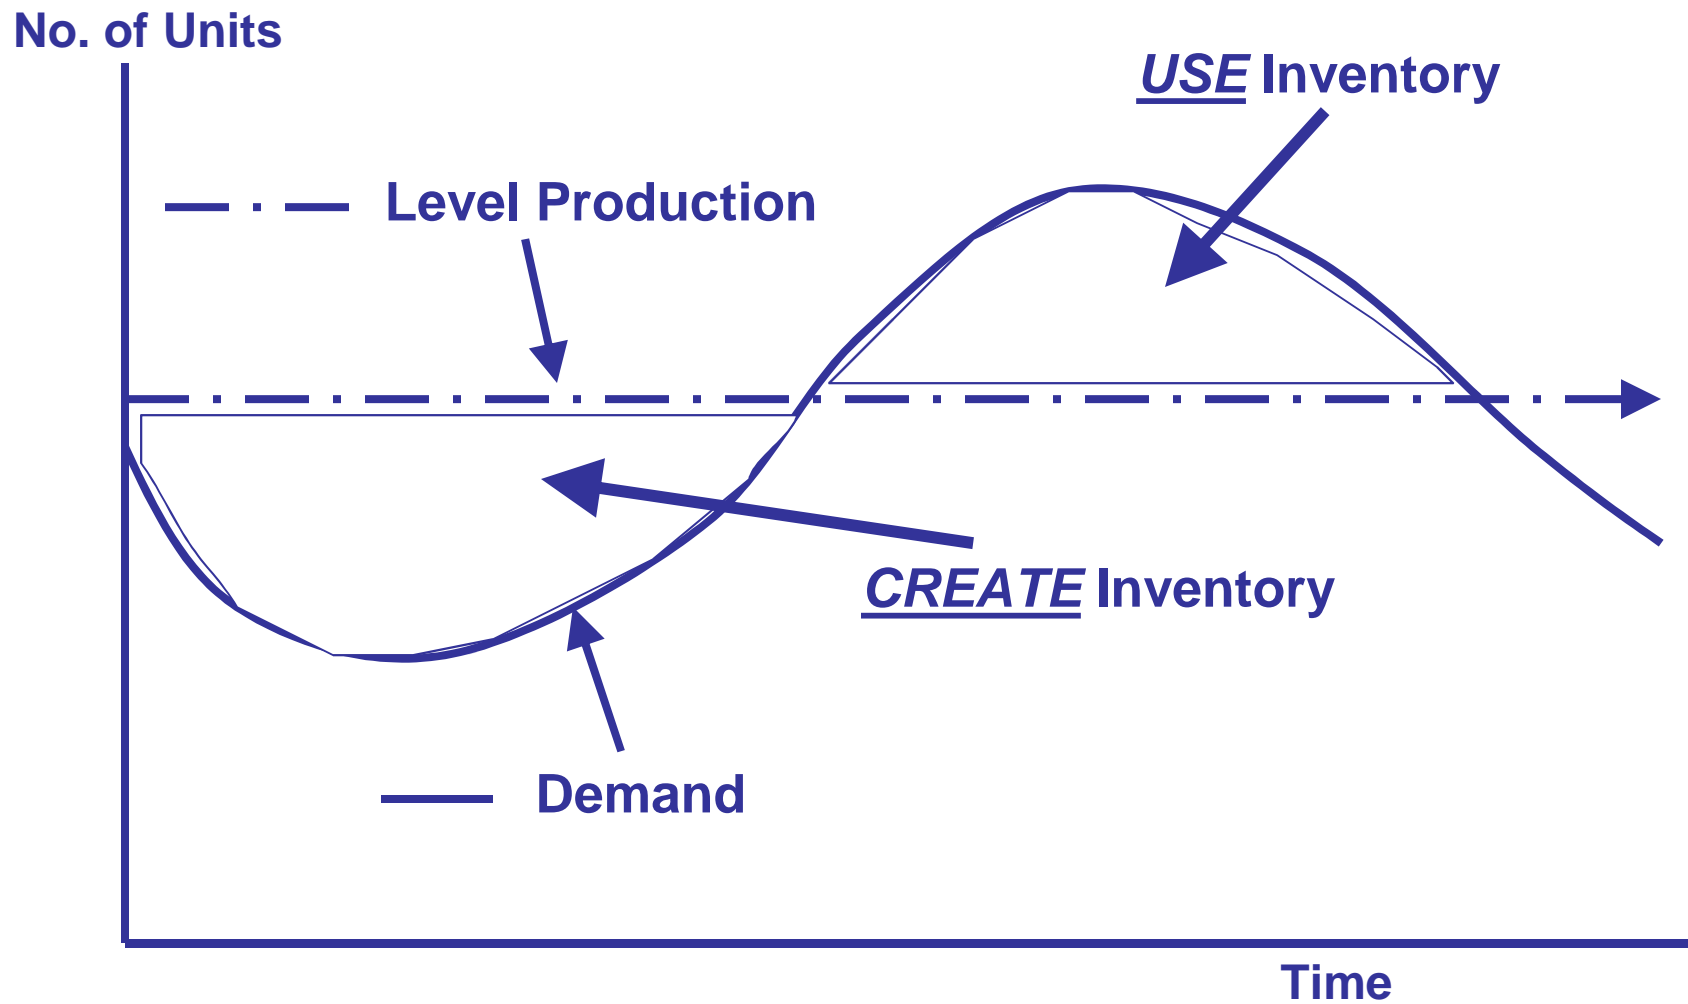 No. of Units
USE Inventory
Level Production
CREATE Inventory
Demand
Time